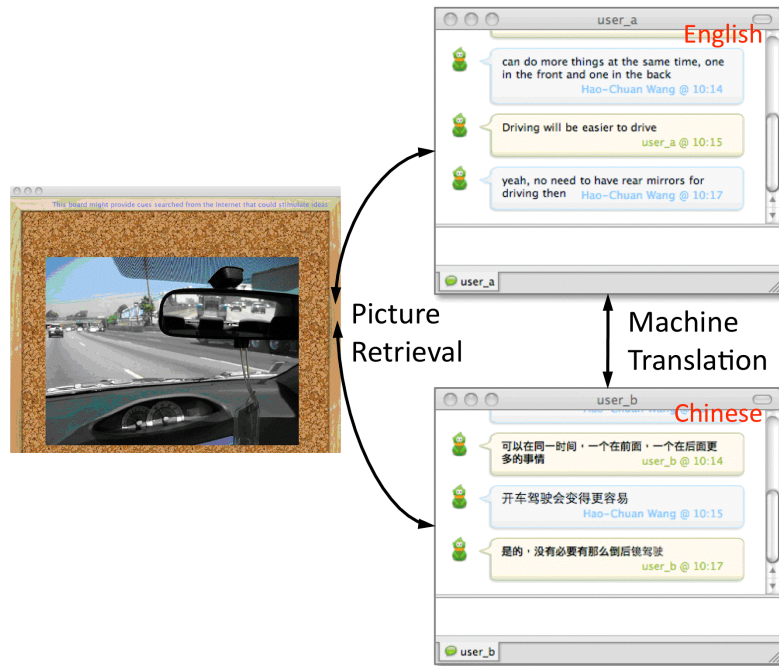 This board might provide cues searched from the Internet that could stimulate ideas
Picture
Retrieval
user_a
English
can do more things at the same time, one
in the front and one in the back
Hao-Chuan Wang @ 10:14
Driving will be easier to drive
user_a @ 10:15
yeah, no need to have rear mirrors for
driving then Hao-Chuan Wang @ 10:17
user_a
Machine
Translation
user_b
Chinese
可以在同一时间，一个在前面，一个在后面更
多的事情 user_b @ 10:14
开车驾驶会变得更容易
Hao-Chuan Wang @ 10:15
是的，没有必要有那么倒后镜驾驶
user_b @ 10:17
user_b